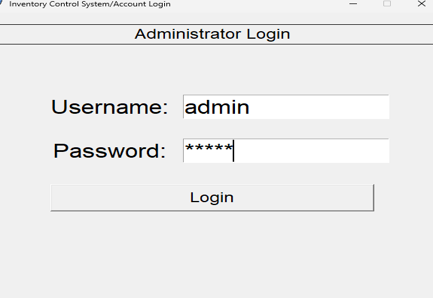 Inventory Control System/Account Login
Administrator Login
Username: admin
Password: *****
Login